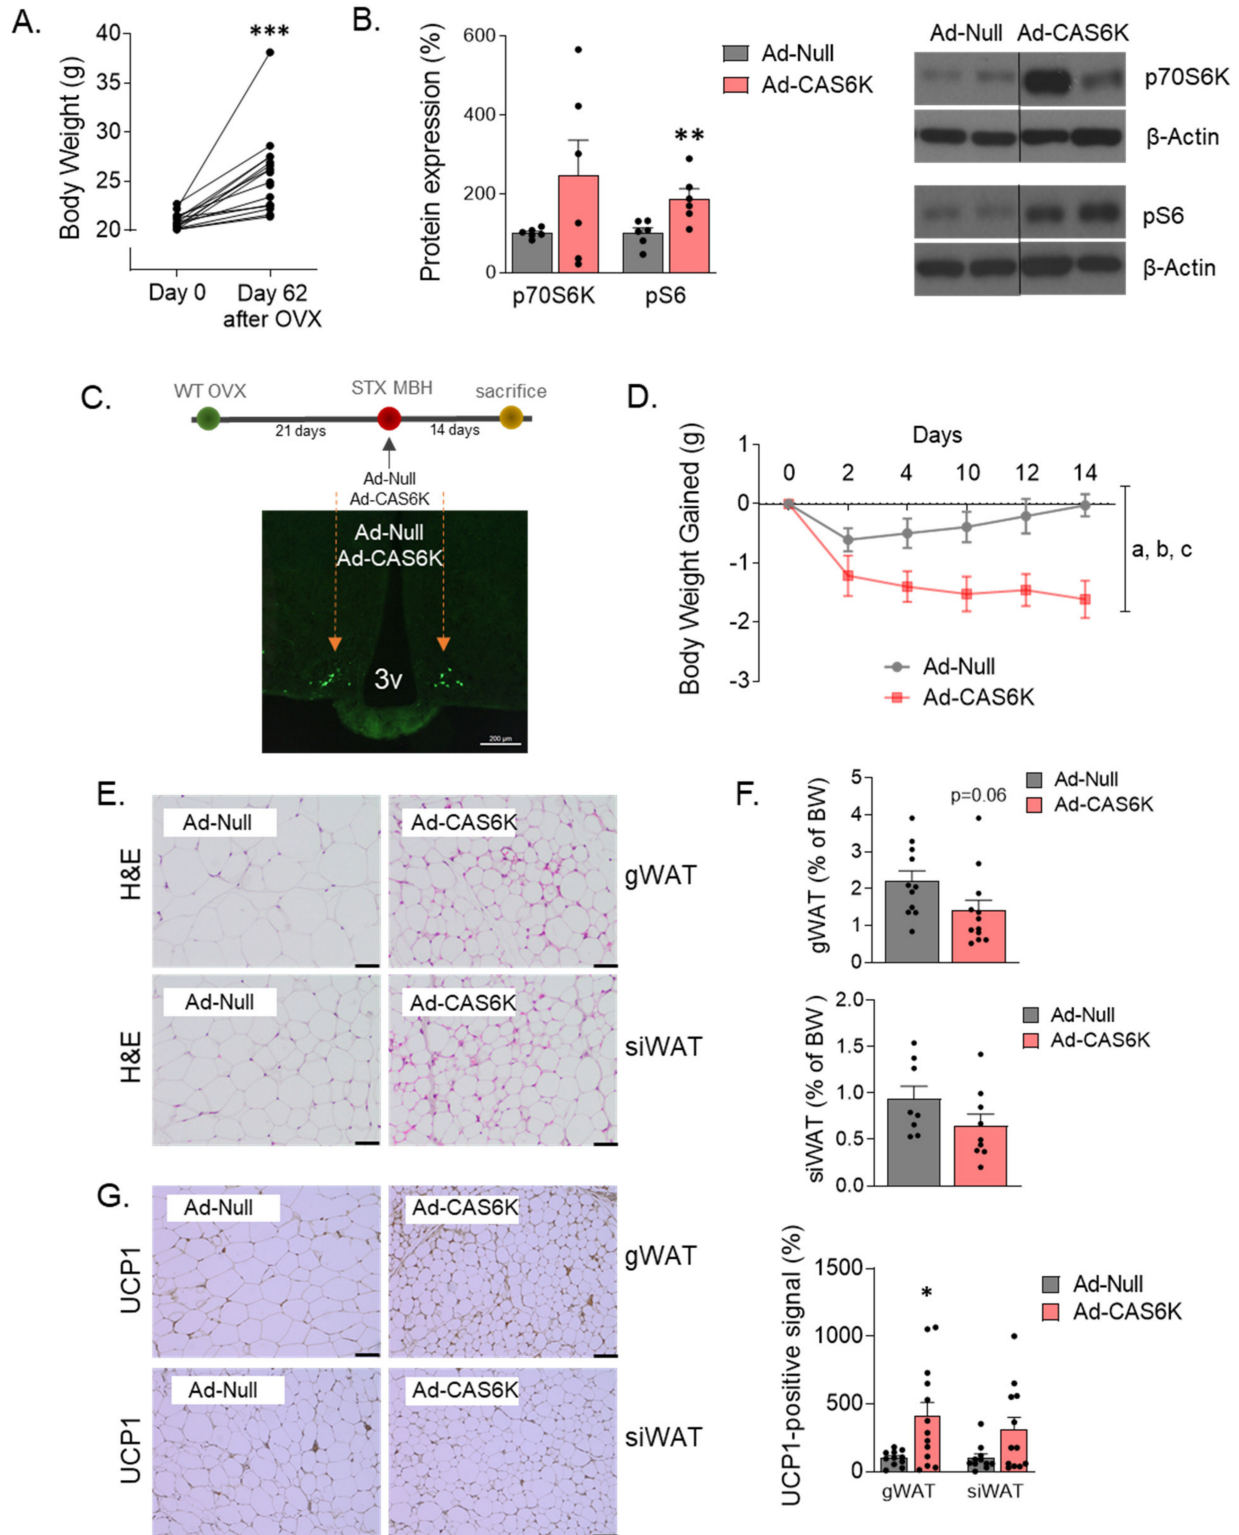 A.
***
Body Weight (g)
40
35
30
25
20
Day 0
Day 62
after OVX
B.
Protein expression (%)
600
400
200
0
**
p70S6K
pS6
Ad-Null
Ad-CAS6K
Ad-Null Ad-CAS6K
p70S6K
β-Actin
pS6
β-Actin
C.
WT OVX
STX MBH
sacrifice
21 days
14 days
Ad-Null
Ad-CAS6K
Ad-Null
Ad-CAS6K
3v
200 µm
D.
Days
Body Weight Gained (g)
1
0
-1
-2
-3
0 2 4 10 12 14
a, b, c
Ad-Null
Ad-CAS6K
E.
H&E
Ad-Null
Ad-CAS6K
gWAT
H&E
Ad-Null
Ad-CAS6K
siWAT
F.
gWAT (% of BW)
5
4
3
2
1
0
p=0.06
Ad-Null
Ad-CAS6K
siWAT (% of BW)
2.0
1.5
1.0
0.5
0.0
Ad-Null
Ad-CAS6K
G.
UCP1
Ad-Null
Ad-CAS6K
gWAT
UCP1
Ad-Null
Ad-CAS6K
siWAT
UCP1-positive signal (%)
1500
1000
500
0
*
gWAT
siWAT
Ad-Null
Ad-CAS6K